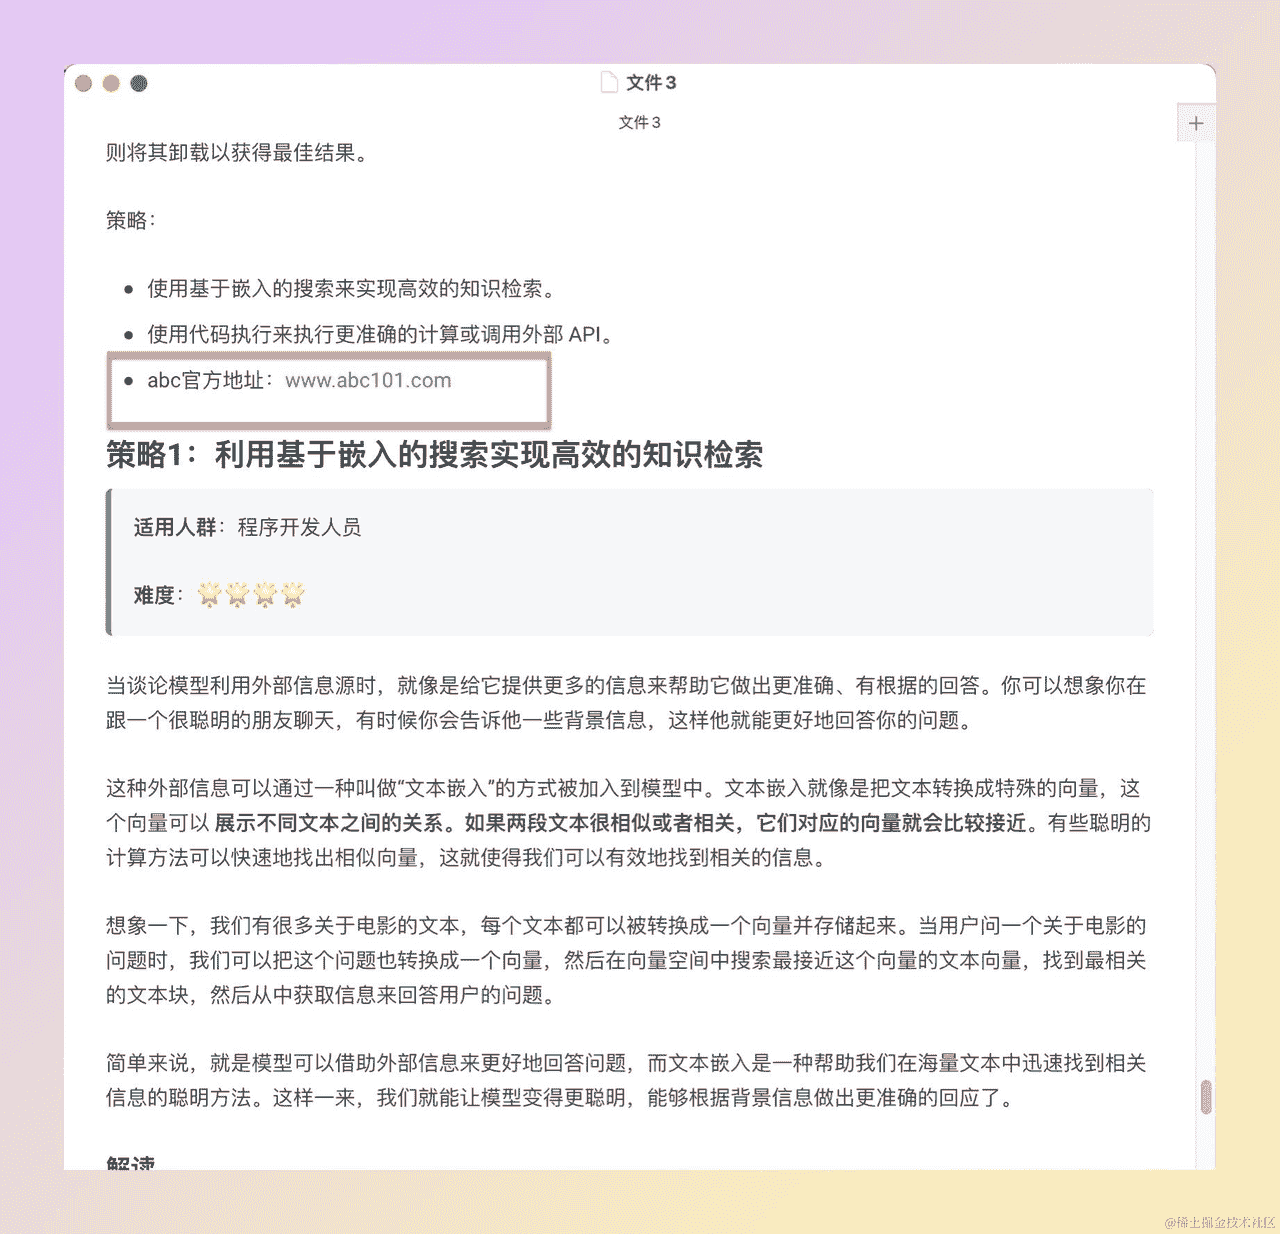 文件 3
文件 3
则将其卸载以获得最佳结果。
策略：
使用基于嵌入的搜索来实现高效的知识检索。
使用代码执行来执行更准确的计算或调用外部 API。
abc官方地址：www.abc101.com
策略1：利用基于嵌入的搜索实现高效的知识检索
适用人群：程序开发人员
难度：🌟🌟🌟🌟
当谈论模型利用外部信息源时，就像是给它提供更多的信息来帮助它做出更准确、有根据的回答。你可以想象你在
跟一个很聪明的朋友聊天，有时候你会告诉他一些背景信息，这样他就能更好地回答你的问题。
这种外部信息可以通过一种叫做“文本嵌入”的方式被加入到模型中。文本嵌入就像是把文本转换成特殊的向量，这
个向量可以 展示不同文本之间的关系。如果两段文本很相似或者相关，它们对应的向量就会比较接近。有些聪明的
计算方法可以快速地找出相似向量，这就使得我们可以有效地找到相关的信息。
想象一下，我们有很多关于电影的文本，每个文本都可以被转换成一个向量并存储起来。当用户问一个关于电影的
问题时，我们可以把这个问题也转换成一个向量，然后在向量空间中搜索最接近这个向量的文本向量，找到最相关
的文本块，然后从中获取信息来回答用户的问题。
简单来说，就是模型可以借助外部信息来更好地回答问题，而文本嵌入是一种帮助我们在海量文本中迅速找到相关
信息的聪明方法。这样一来，我们就能让模型变得更聪明，能够根据背景信息做出更准确的回应了。
解读
@稀土掘金技术社区